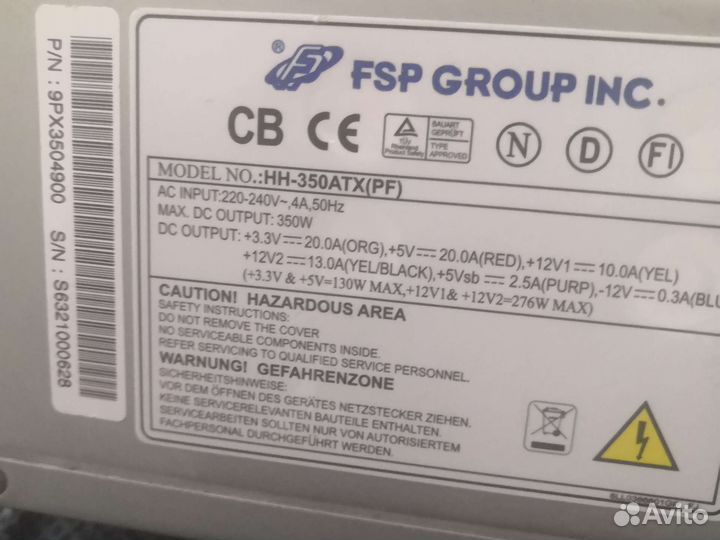 FSP GROUP INC.
CB CE
TÜV Rheinland Product Safety BAUART GEPRÜFT TYPE APPROVED
N D FI
MODEL NO.:HH-350ATX(PF)
AC INPUT:220-240V~,4A,50Hz
MAX. DC OUTPUT: 350W
DC OUTPUT: +3.3V 20.0A(ORG),+5V 20.0A(RED), +12V1 10.0A(YEL)
+12V2 13.0A(YEL/BLACK),+5Vsb 2.5A(PURP),-12V 0.3A(BLU
(+3.3V & +5V=130W MAX,+12V1& +12V2=276W MAX)
CAUTION! HAZARDOUS AREA
SAFETY INSTRUCTIONS:
DO NOT REMOVE THE COVER
NO SERVICEABLE COMPONENTS INSIDE.
REFER SERVICING TO QUALIFIED SERVICE PERSONNEL.
WARNUNG! GEFAHRENZONE
SICHERHEITSHINWEISE:
VOR DEM ÖFFNEN DES GERÄTES NETZSTECKER ZIEHEN.
KEINE SERVICERELEVANTEN BAUTEILE ENTHALTEN.
SERVICEARBEITEN SOLLTEN NUR VON AUTORISIERTEM
FACHPERSONAL DURCHGEFÜHRT WERDEN.
P/N : 9PX3504900 S/N : S6321000628
Avito